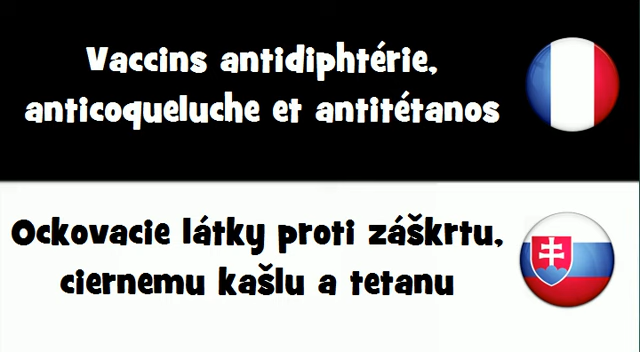 Vaccins antidiphtérie,
anticoqueluche et antitétanos
Ockovacie látky proti záškrtu,
ciernemu kašlu a tetanu